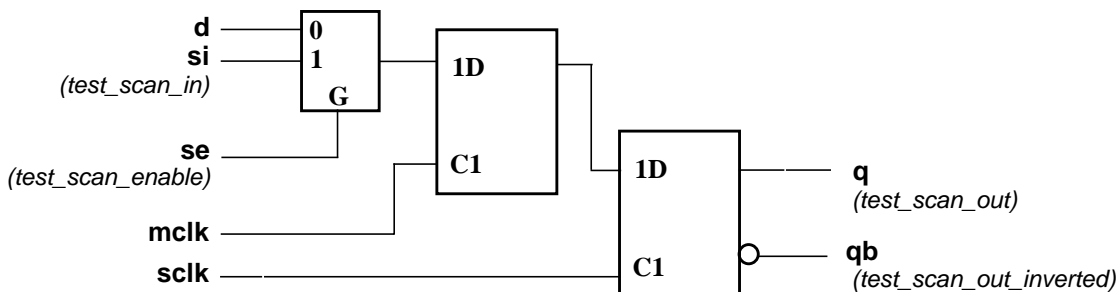 d
0
si
1
(test_scan_in)
1D
G
se
C1
1D
q
(test_scan_enable)
(test_scan_out)
mclk
qb
sclk
C1
(test_scan_out_inverted)